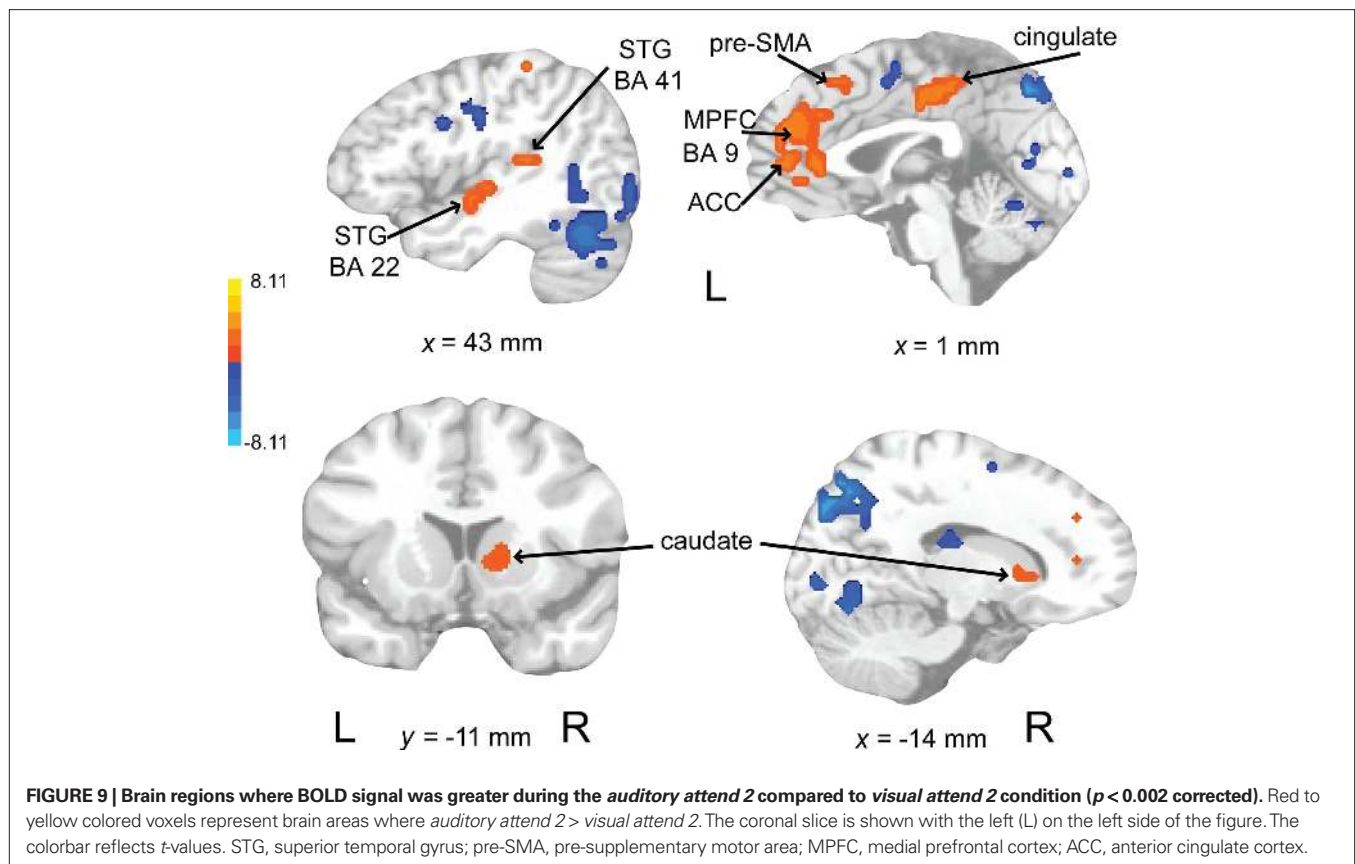 STG
BA 41
STG
BA 22
pre-SMA
cingulate
MPFC
BA 9
ACC
8.11
-8.11
L
x = 43 mm
x = 1 mm
caudate
L
y = -11 mm
R
x = -14 mm
R
FIGURE 9 | Brain regions where BOLD signal was greater during the auditory attend 2 compared to visual attend 2 condition (p < 0.002 corrected). Red to
yellow colored voxels represent brain areas where auditory attend 2 > visual attend 2. The coronal slice is shown with the left (L) on the left side of the figure. The
colorbar reflects t-values. STG, superior temporal gyrus; pre-SMA, pre-supplementary motor area; MPFC, medial prefrontal cortex; ACC, anterior cingulate cortex.